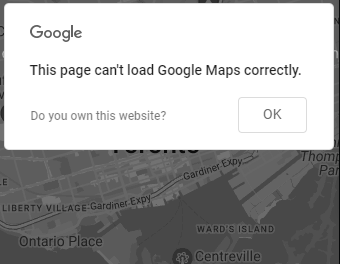 Google
This page can't load Google Maps correctly.
Do you own this website?
OK
Toronto
Gardiner Expy
Thomp
Par
LE
LIBERTY VILLAGE
Gardiner Expy
WARD'S ISLAND
Ontario Place
Centreville